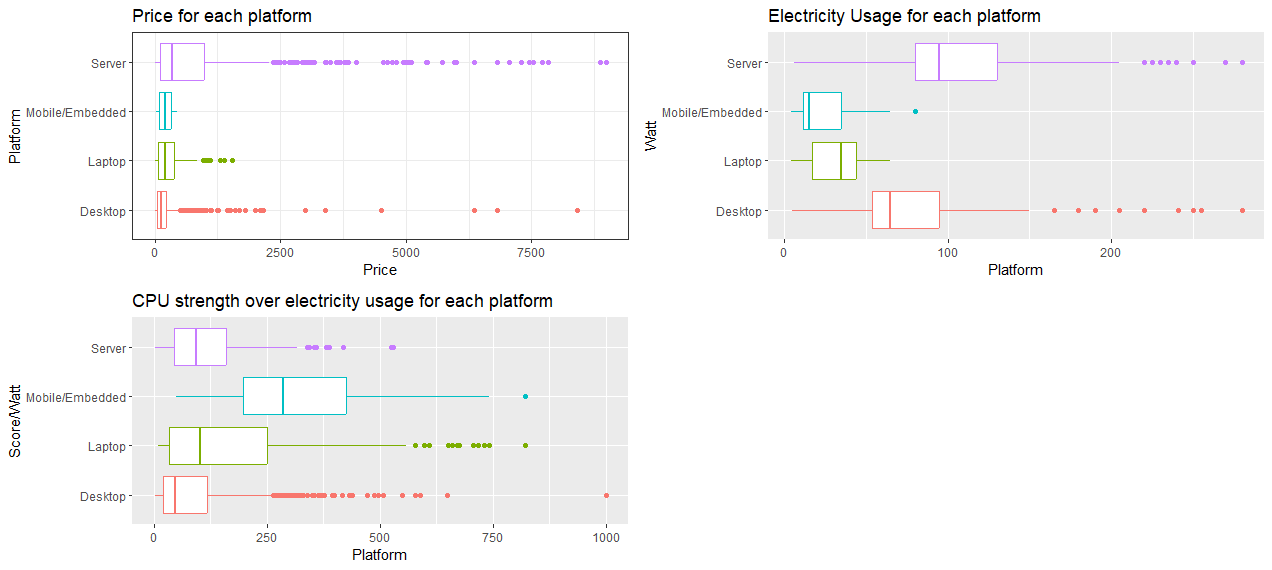 Price for each platform
Platform
Server
Mobile/Embedded
Laptop
Desktop
0 2500 5000 7500
Price
Electricity Usage for each platform
Watt
Server
Mobile/Embedded
Laptop
Desktop
0 100 200
Platform
CPU strength over electricity usage for each platform
Score/Watt
Server
Mobile/Embedded
Laptop
Desktop
0 250 500 750 1000
Platform